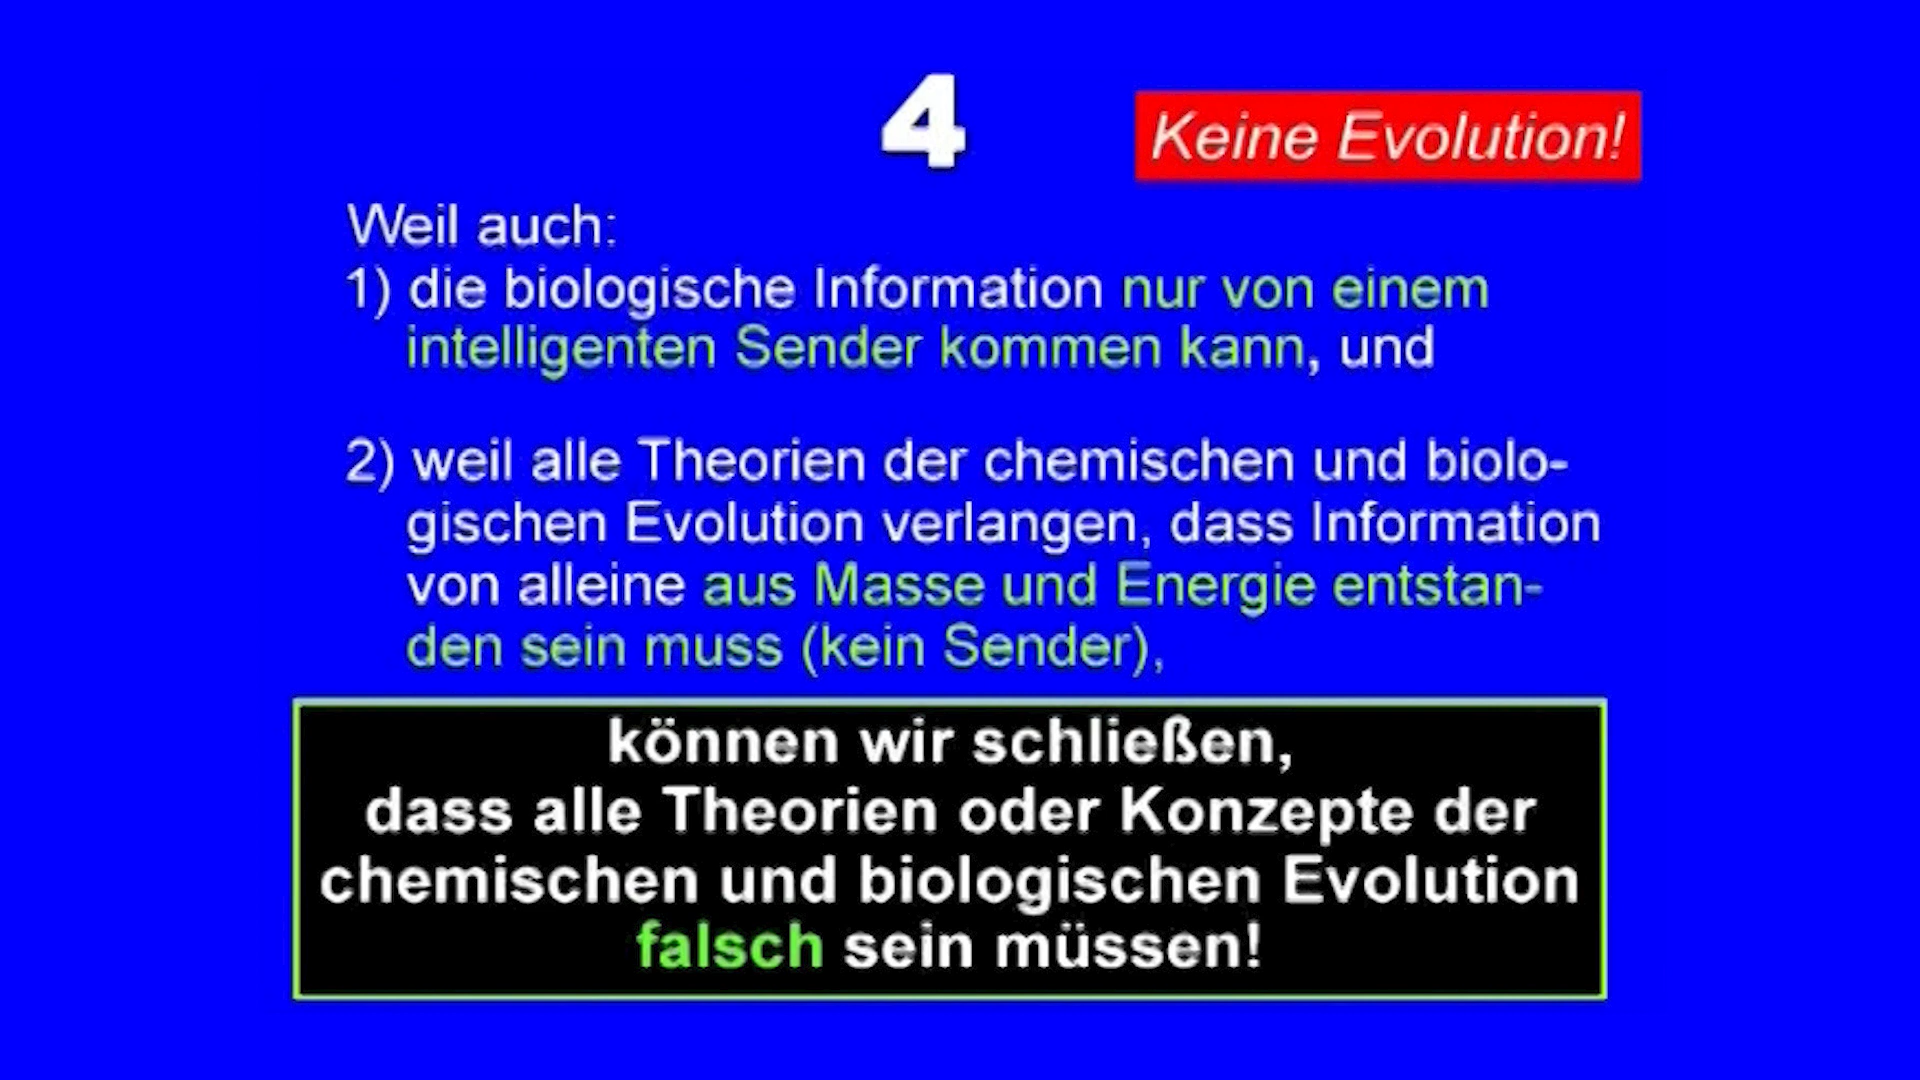 4
Keine Evolution!
Weil auch:
1) die biologische Information nur von einem
intelligenten Sender kommen kann, und
2) weil alle Theorien der chemischen und biolo-
gischen Evolution verlangen, dass Information
von alleine aus Masse und Energie entstan-
den sein muss (kein Sender),
können wir schließen,
dass alle Theorien oder Konzepte der
chemischen und biologischen Evolution
falsch sein müssen!